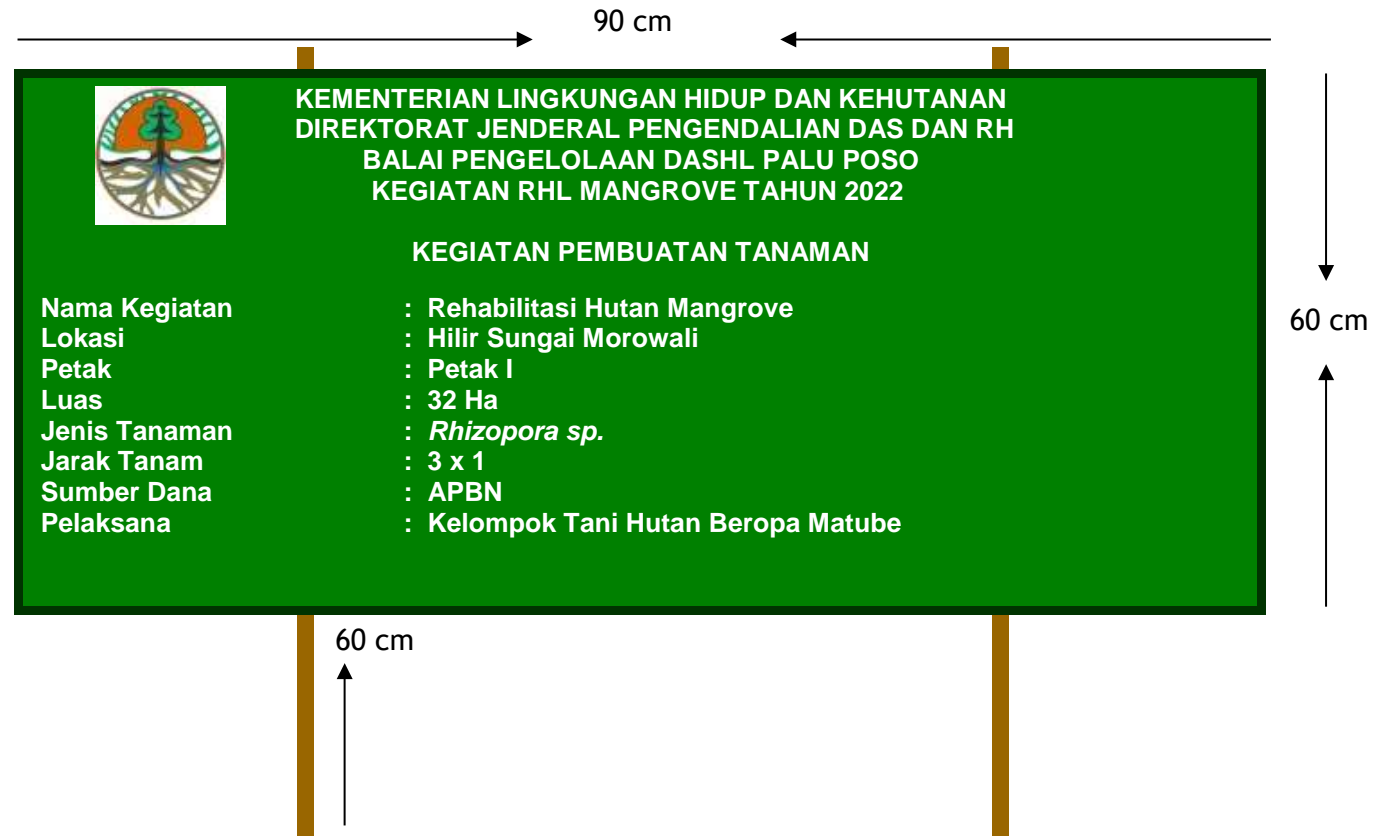 90 cm
KEMENTERIAN LINGKUNGAN HIDUP DAN KEHUTANAN
DIREKTORAT JENDERAL PENGENDALIAN DAS DAN RH
BALAI PENGELOLAAN DASHL PALU POSO
KEGIATAN RHL MANGROVE TAHUN 2022
KEGIATAN PEMBUATAN TANAMAN
Nama Kegiatan : Rehabilitasi Hutan Mangrove
Lokasi : Hilir Sungai Morowali
Petak : Petak I
Luas : 32 Ha
Jenis Tanaman : Rhizopora sp.
Jarak Tanam : 3 x 1
Sumber Dana : APBN
Pelaksana : Kelompok Tani Hutan Beropa Matube
60 cm
60 cm